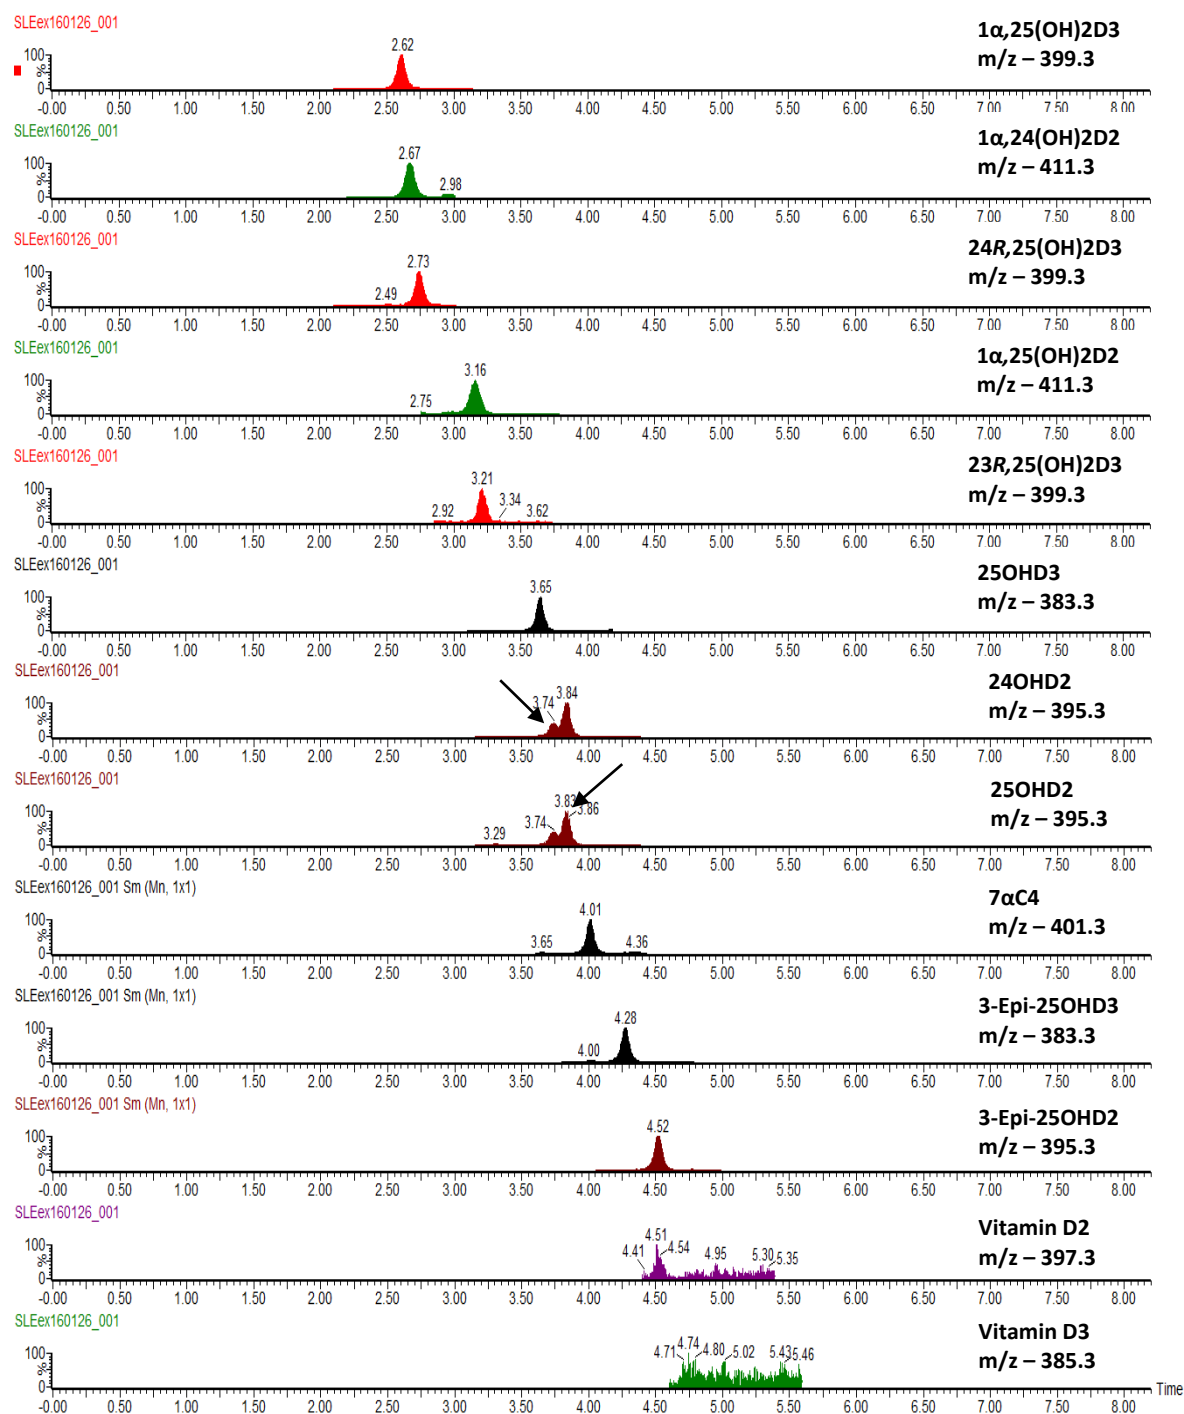 SLEex160126_001
1α,25(OH)2D3
m/z – 399.3
2.62
100
%
0
-0.00 0.50 1.00 1.50 2.00 2.50 3.00 3.50 4.00 4.50 5.00 5.50 6.00 6.50 7.00 7.50 8.00
SLEex160126_001
1α,24(OH)2D2
m/z – 411.3
2.67
2.98
100
%
0
-0.00 0.50 1.00 1.50 2.00 2.50 3.00 3.50 4.00 4.50 5.00 5.50 6.00 6.50 7.00 7.50 8.00
SLEex160126_001
24R,25(OH)2D3
m/z – 399.3
2.73
2.49
100
%
0
-0.00 0.50 1.00 1.50 2.00 2.50 3.00 3.50 4.00 4.50 5.00 5.50 6.00 6.50 7.00 7.50 8.00
SLEex160126_001
1α,25(OH)2D2
m/z – 411.3
3.16
2.75
100
%
0
-0.00 0.50 1.00 1.50 2.00 2.50 3.00 3.50 4.00 4.50 5.00 5.50 6.00 6.50 7.00 7.50 8.00
SLEex160126_001
23R,25(OH)2D3
m/z – 399.3
3.21
2.92 3.34 3.62
100
%
0
-0.00 0.50 1.00 1.50 2.00 2.50 3.00 3.50 4.00 4.50 5.00 5.50 6.00 6.50 7.00 7.50 8.00
SLEex160126_001
25OHD3
m/z – 383.3
3.65
100
%
0
-0.00 0.50 1.00 1.50 2.00 2.50 3.00 3.50 4.00 4.50 5.00 5.50 6.00 6.50 7.00 7.50 8.00
SLEex160126_001
24OHD2
m/z – 395.3
3.74 3.84
100
%
0
-0.00 0.50 1.00 1.50 2.00 2.50 3.00 3.50 4.00 4.50 5.00 5.50 6.00 6.50 7.00 7.50 8.00
SLEex160126_001
25OHD2
m/z – 395.3
3.83 3.86
3.29 3.74
100
%
0
-0.00 0.50 1.00 1.50 2.00 2.50 3.00 3.50 4.00 4.50 5.00 5.50 6.00 6.50 7.00 7.50 8.00
SLEex160126_001 Sm (Mn, 1x1)
7αC4
m/z – 401.3
4.01
3.65 4.36
100
%
0
-0.00 0.50 1.00 1.50 2.00 2.50 3.00 3.50 4.00 4.50 5.00 5.50 6.00 6.50 7.00 7.50 8.00
SLEex160126_001 Sm (Mn, 1x1)
3-Epi-25OHD3
m/z – 383.3
4.28
4.00
100
%
0
-0.00 0.50 1.00 1.50 2.00 2.50 3.00 3.50 4.00 4.50 5.00 5.50 6.00 6.50 7.00 7.50 8.00
SLEex160126_001 Sm (Mn, 1x1)
3-Epi-25OHD2
m/z – 395.3
4.52
100
%
0
-0.00 0.50 1.00 1.50 2.00 2.50 3.00 3.50 4.00 4.50 5.00 5.50 6.00 6.50 7.00 7.50 8.00
SLEex160126_001
Vitamin D2
m/z – 397.3
4.51
4.41 4.54 4.95 5.30 5.35
100
%
0
-0.00 0.50 1.00 1.50 2.00 2.50 3.00 3.50 4.00 4.50 5.00 5.50 6.00 6.50 7.00 7.50 8.00
SLEex160126_001
Vitamin D3
m/z – 385.3
4.71 4.74 4.80 5.02 5.43 5.46
100
%
0
Time
-0.00 0.50 1.00 1.50 2.00 2.50 3.00 3.50 4.00 4.50 5.00 5.50 6.00 6.50 7.00 7.50 8.00